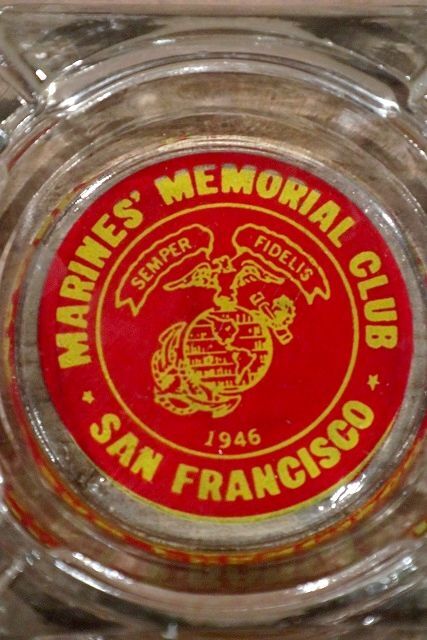 MARINES' MEMORIAL CLUB
SEMPER FIDELIS
1946
SAN FRANCISCO